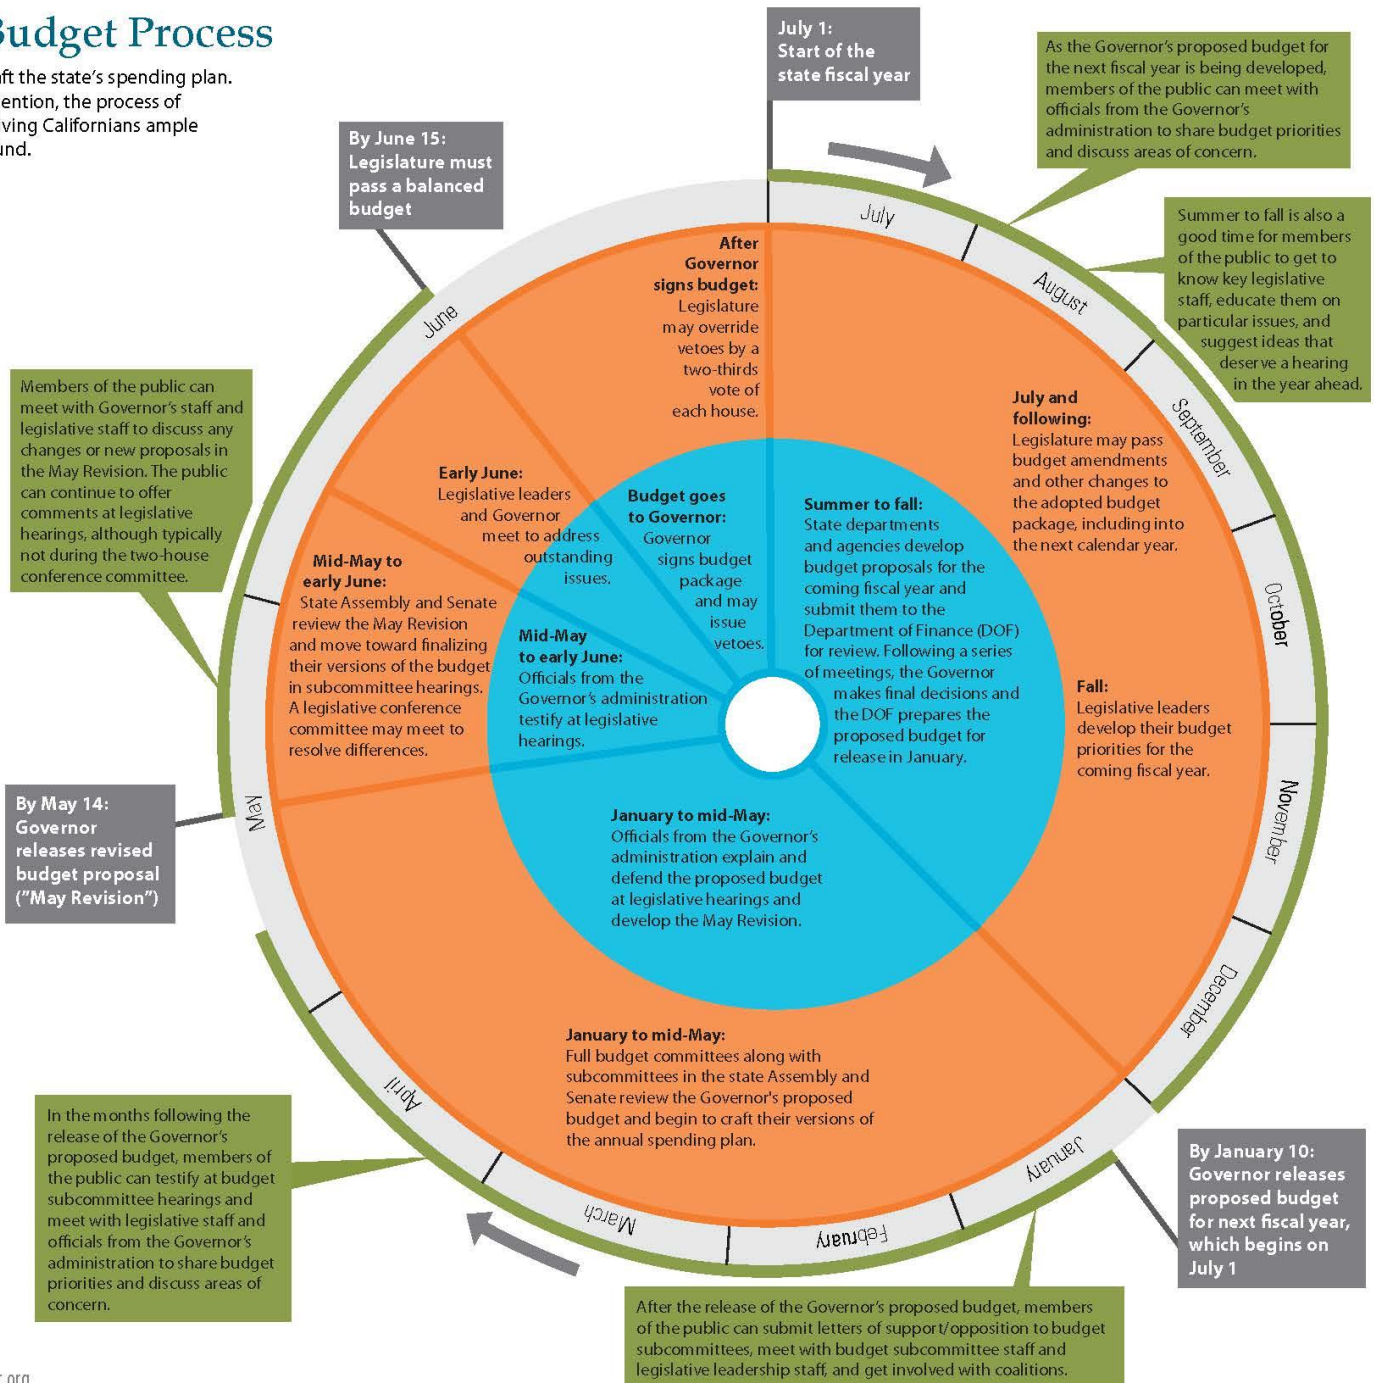 Budget Process
ft the state's spending plan.
ention, the process of
ving Californians ample
und.
July 1:
Start of the
state fiscal year
As the Governor's proposed budget for
the next fiscal year is being developed,
members of the public can meet with
officials from the Governor's
administration to share budget priorities
and discuss areas of concern.
By June 15:
Legislature must
pass a balanced
budget
Summer to fall is also a
good time for members
of the public to get to
know key legislative
staff, educate them on
particular issues, and
suggest ideas that
deserve a hearing
in the year ahead.
July
August
September
October
November
December
January
February
March
April
May
June
After
Governor
signs budget:
Legislature
may override
vetoes by a
two-thirds
vote of
each house.
July and
following:
Legislature may pass
budget amendments
and other changes to
the adopted budget
package, including into
the next calendar year.
Members of the public can
meet with Governor's staff and
legislative staff to discuss any
changes or new proposals in
the May Revision. The public
can continue to offer
comments at legislative
hearings, although typically
not during the two-house
conference committee.
Early June:
Legislative leaders
and Governor
meet to address
outstanding
issues.
Budget goes
to Governor:
Governor
signs budget
package
and may
issue
vetoes.
Summer to fall:
State departments
and agencies develop
budget proposals for the
coming fiscal year and
submit them to the
Department of Finance (DOF)
for review. Following a series
of meetings, the Governor
makes final decisions and
the DOF prepares the
proposed budget for
release in January.
Mid-May to
early June:
State Assembly and Senate
review the May Revision
and move toward finalizing
their versions of the budget
in subcommittee hearings.
A legislative conference
committee may meet to
resolve differences.
Mid-May
to early June:
Officials from the
Governor's administration
testify at legislative
hearings.
Fall:
Legislative leaders
develop their budget
priorities for the
coming fiscal year.
By May 14:
Governor
releases revised
budget proposal
("May Revision")
January to mid-May:
Officials from the Governor's
administration explain and
defend the proposed budget
at legislative hearings and
develop the May Revision.
January to mid-May:
Full budget committees along with
subcommittees in the state Assembly and
Senate review the Governor's proposed
budget and begin to craft their versions of
the annual spending plan.
In the months following the
release of the Governor's
proposed budget, members of
the public can testify at budget
subcommittee hearings and
meet with legislative staff and
officials from the Governor's
administration to share budget
priorities and discuss areas of
concern.
By January 10:
Governor releases
proposed budget
for next fiscal year,
which begins on
July 1
After the release of the Governor's proposed budget, members
of the public can submit letters of support/opposition to budget
subcommittees, meet with budget subcommittee staff and
legislative leadership staff, and get involved with coalitions.